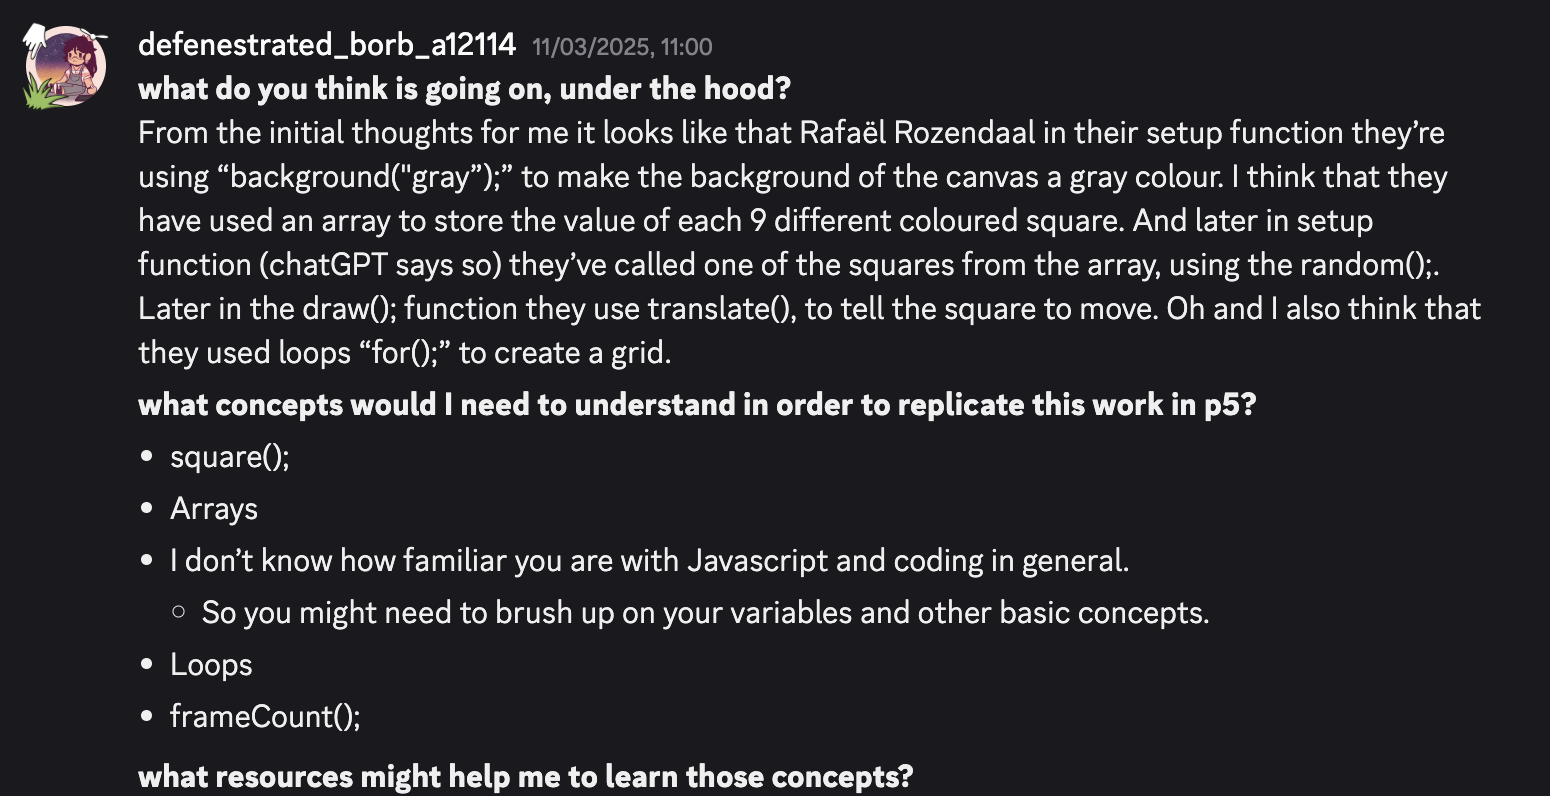 defenestrated_borb_a12114 11/03/2025, 11:00
what do you think is going on, under the hood?
From the initial thoughts for me it looks like that Rafaël Rozendaal in their setup function they’re
using “background("gray”);” to make the background of the canvas a gray colour. I think that they
have used an array to store the value of each 9 different coloured square. And later in setup
function (chatGPT says so) they’ve called one of the squares from the array, using the random();.
Later in the draw(); function they use translate(), to tell the square to move. Oh and I also think that
they used loops “for();” to create a grid.
what concepts would I need to understand in order to replicate this work in p5?
• square();
• Arrays
• I don’t know how familiar you are with Javascript and coding in general.
◦ So you might need to brush up on your variables and other basic concepts.
• Loops
• frameCount();
what resources might help me to learn those concepts?